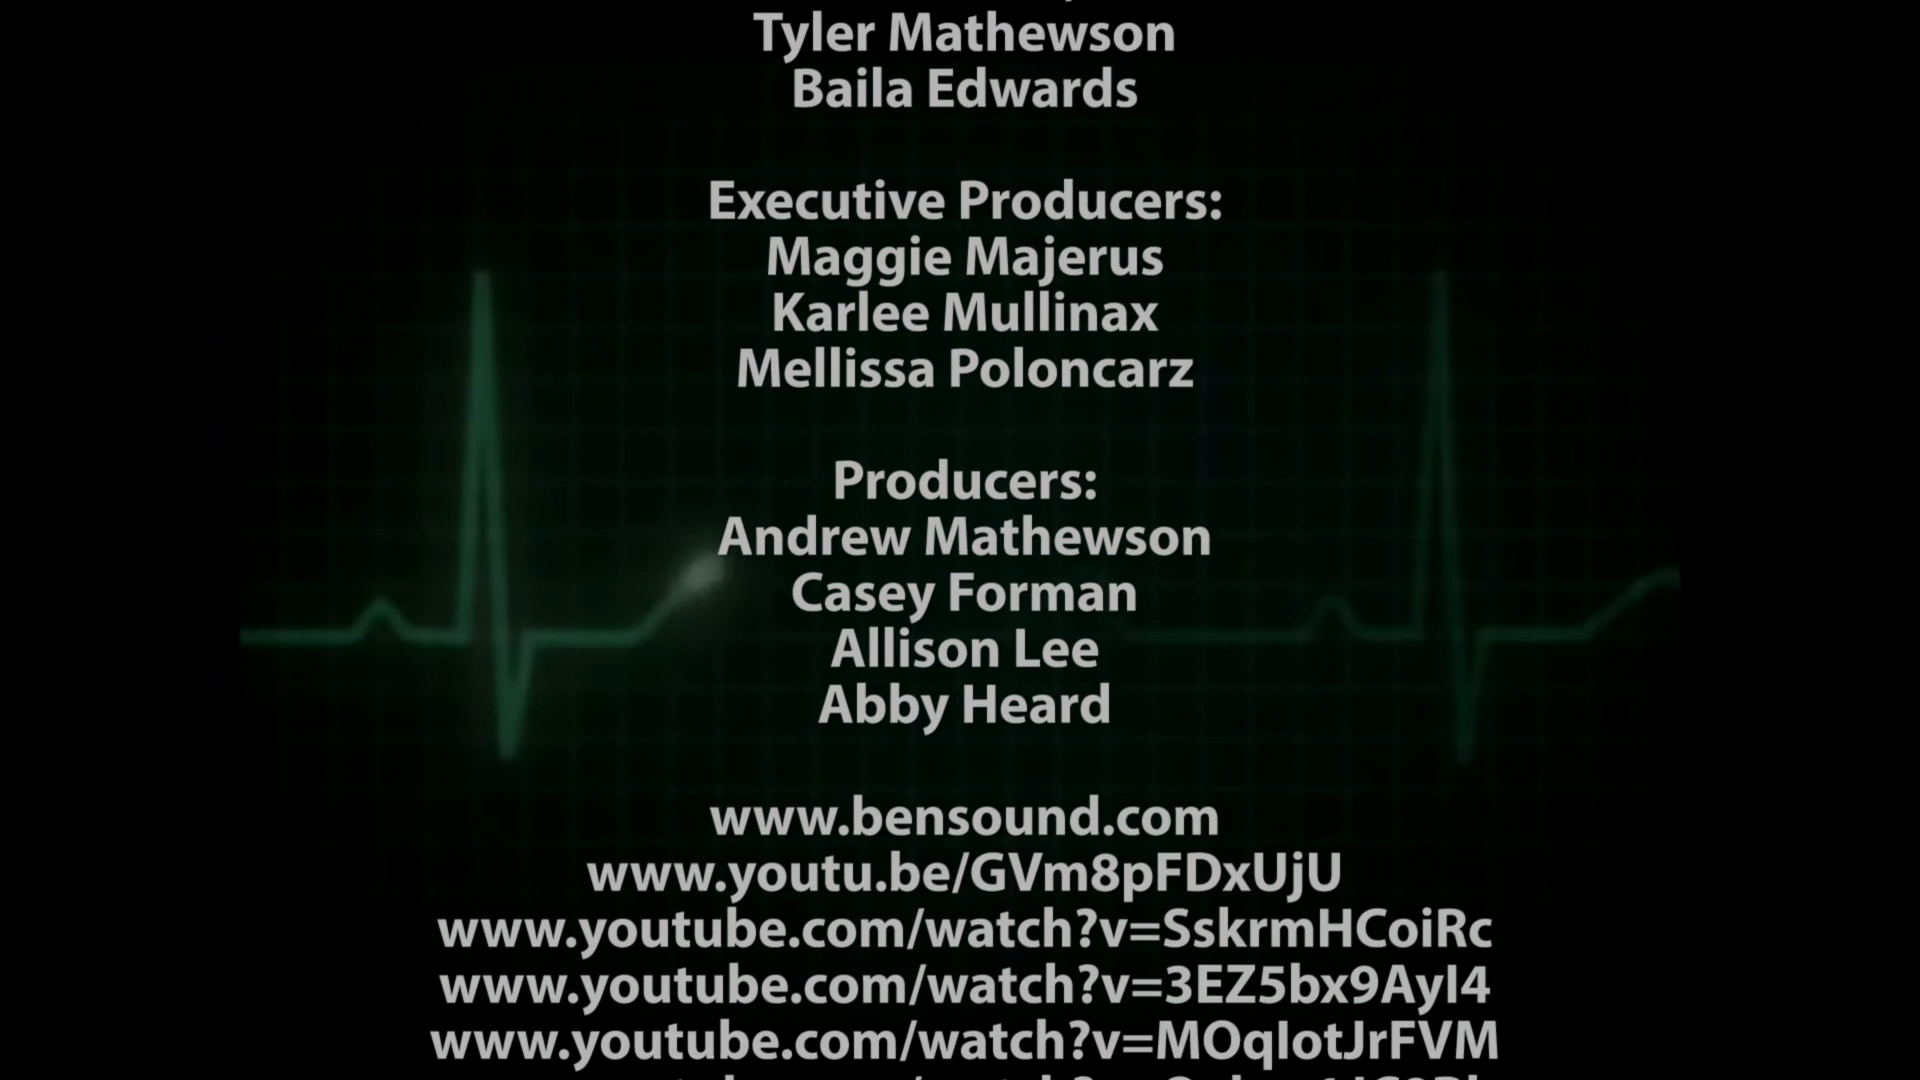 Tyler Mathewson
Baila Edwards
Executive Producers:
Maggie Majerus
Karlee Mullinax
Mellissa Poloncarz
Producers:
Andrew Mathewson
Casey Forman
Allison Lee
Abby Heard
www.bensound.com
www.youtu.be/GVm8pFDxUjU
www.youtube.com/watch?v=SskrmHCoiRc
www.youtube.com/watch?v=3EZ5bx9AyI4
www.youtube.com/watch?v=MOqIotJrFVM